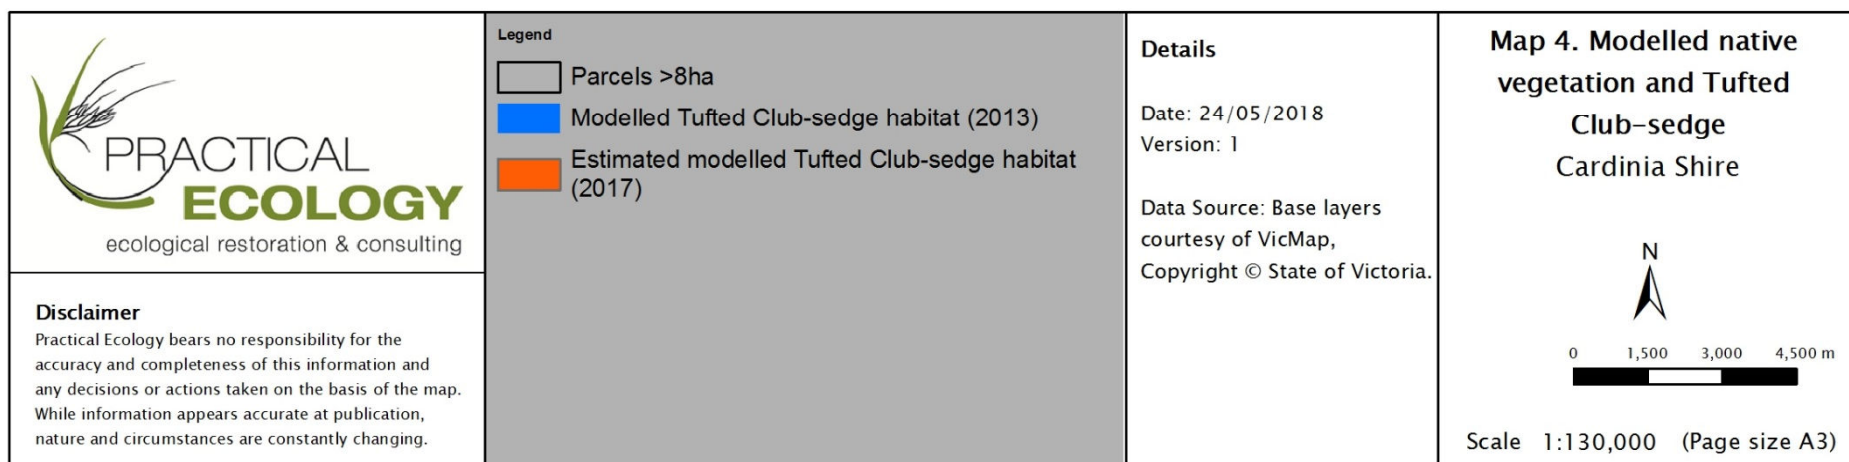 PRACTICAL
ECOLOGY
ecological restoration & consulting
Disclaimer
Practical Ecology bears no responsibility for the
accuracy and completeness of this information and
any decisions or actions taken on the basis of the map.
While information appears accurate at publication,
nature and circumstances are constantly changing.
Legend
Parcels >8ha
Modelled Tufted Club-sedge habitat (2013)
Estimated modelled Tufted Club-sedge habitat
(2017)
Details
Date: 24/05/2018
Version: 1
Data Source: Base layers
courtesy of VicMap,
Copyright © State of Victoria.
Map 4. Modelled native
vegetation and Tufted
Club-sedge
Cardinia Shire
N
0 1,500 3,000 4,500 m
Scale 1:130,000 (Page size A3)